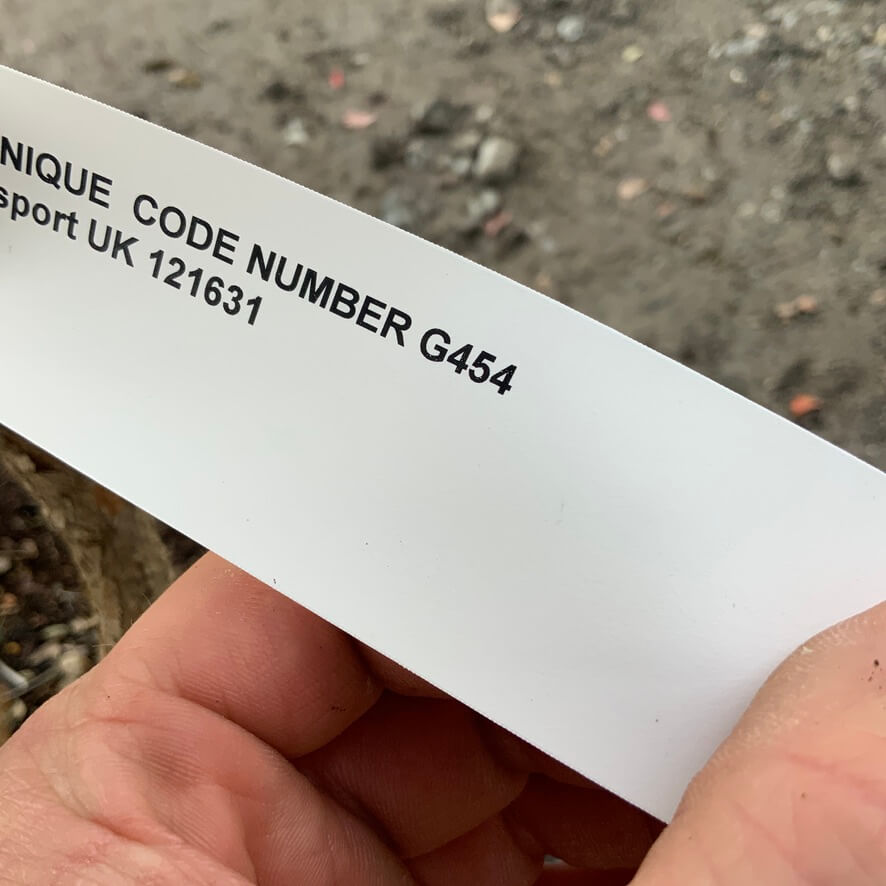 NIQUE CODE NUMBER G454
sport UK 121631